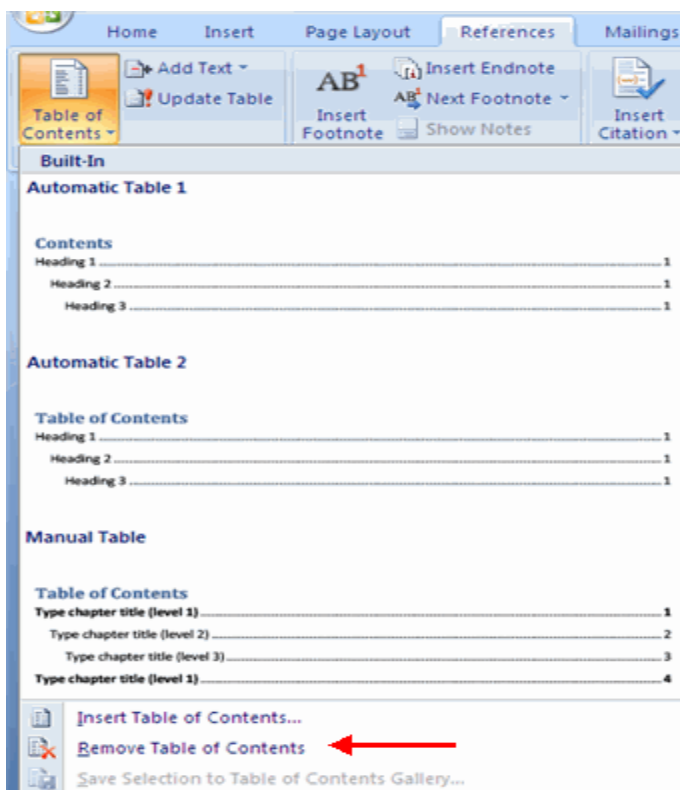 Home Insert Page Layout References Mailings
Table of Contents
Add Text
Update Table
AB1
Insert Footnote
Insert Endnote
AB Next Footnote
Show Notes
Insert Citation
Built-In
Automatic Table 1
Contents
Heading 1 1
Heading 2 1
Heading 3 1
Automatic Table 2
Table of Contents
Heading 1 1
Heading 2 1
Heading 3 1
Manual Table
Table of Contents
Type chapter title (level 1) 1
Type chapter title (level 2) 2
Type chapter title (level 3) 3
Type chapter title (level 1) 4
Insert Table of Contents...
Remove Table of Contents
Save Selection to Table of Contents Gallery...